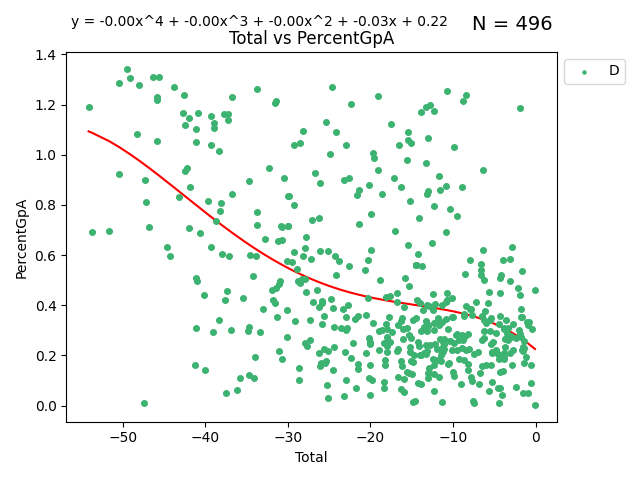 y = -0.00x^4 + -0.00x^3 + -0.00x^2 + -0.03x + 0.22
N = 496
Total vs PercentGpA
D
1.4
1.2
1.0
0.8
0.6
0.4
0.2
0.0
PercentGpA
−50
−40
−30
−20
−10
0
Total